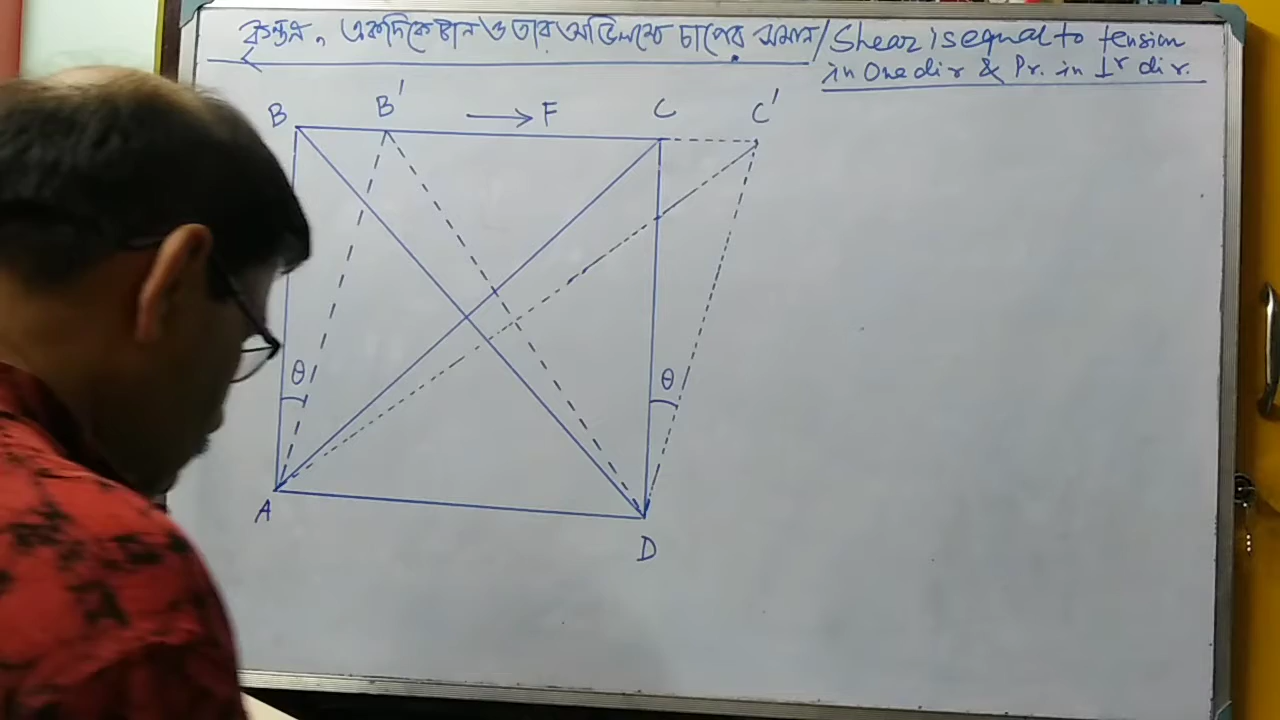 কৃন্তন, একদিকে টান ও তার অভিলম্বে চাপের সমান / Shear is equal to tension
in One dir & Pr. in ⊥r dir.
B B' → F C C'
θ θ
A
D